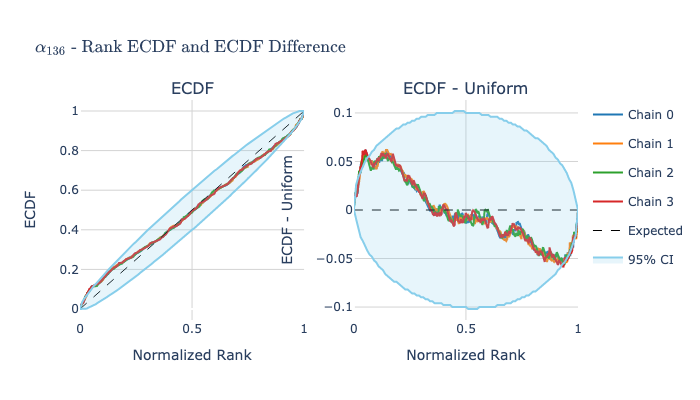 α₁₃₆ - Rank ECDF and ECDF Difference
ECDF
ECDF - Uniform
1
0.8
0.6
0.4
0.2
0
0
0.5
1
ECDF
Normalized Rank
0.1
0.05
0
−0.05
−0.1
0
0.5
1
ECDF - Uniform
Normalized Rank
Chain 0
Chain 1
Chain 2
Chain 3
Expected
95% CI